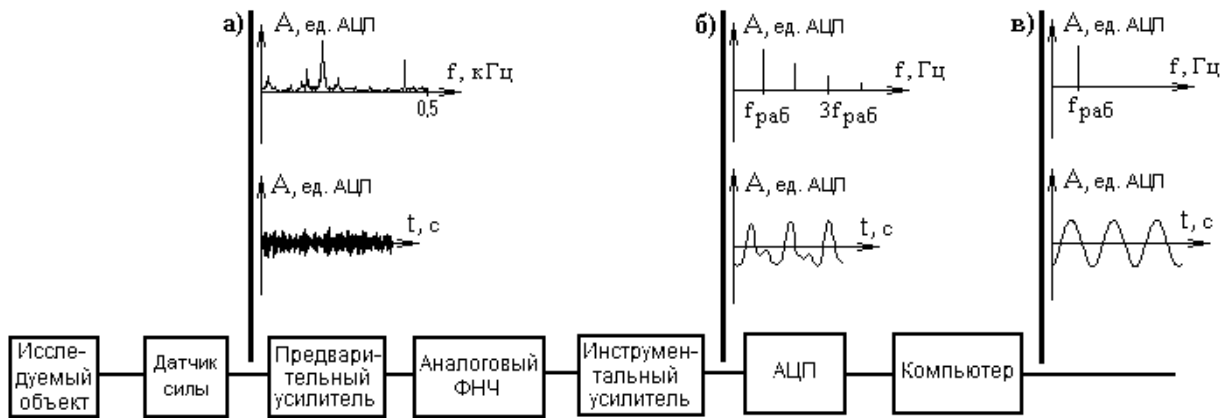 а)
А, ед. АЦП
f, кГц
0,5
А, ед. АЦП
t, с
б)
А, ед. АЦП
f, Гц
fраб
3fраб
А, ед. АЦП
t, с
в)
А, ед. АЦП
f, Гц
fраб
А, ед. АЦП
t, с
Иссле-
дуемый
объект
Датчик
силы
Предвари-
тельный
усилитель
Аналоговый
ФНЧ
Инструмен-
тальный
усилитель
АЦП
Компьютер